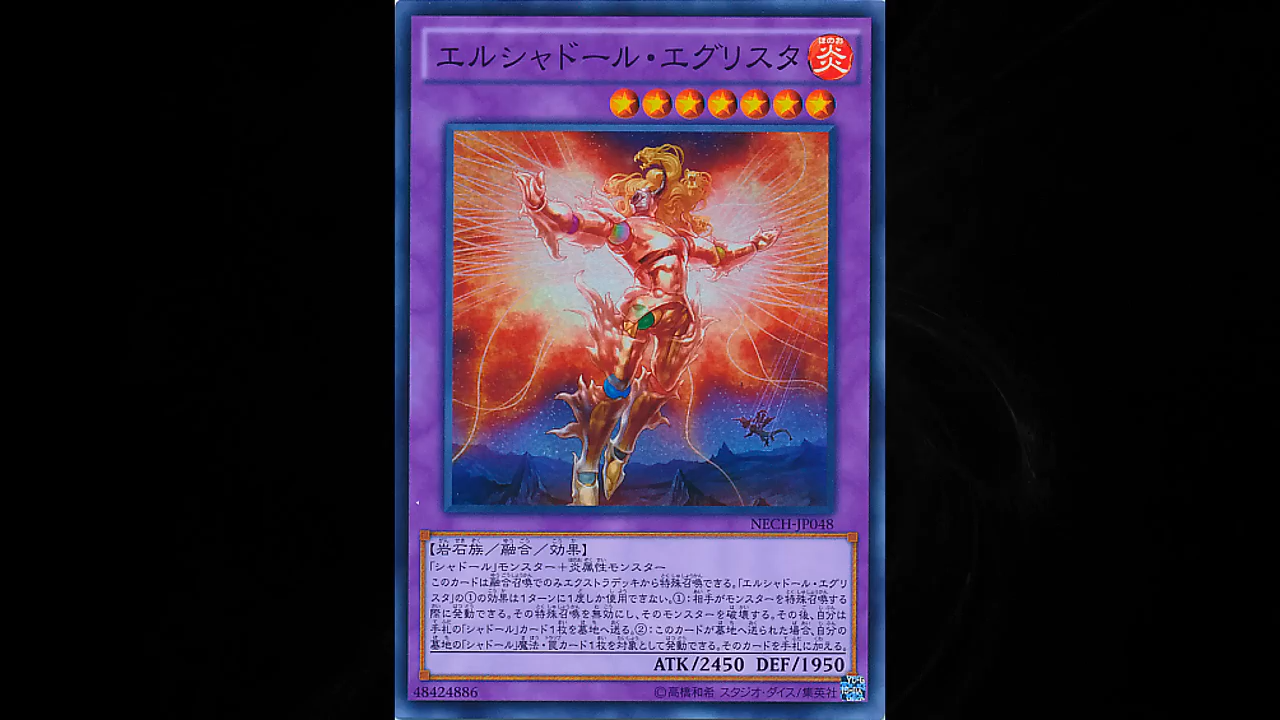 エルシャドール・エグリスタ
炎
NECH-JP048
【岩石族／融合／効果】
「シャドール」モンスター＋炎属性モンスター
このカードは融合召喚でのみエクストラデッキから特殊召喚できる。「エルシャドール・エグリ
スタ」の①の効果は1ターンに1度しか使用できない。①：相手がモンスターを特殊召喚する
際に発動できる。その特殊召喚を無効にし、そのモンスターを破壊する。その後、自分は
手札の「シャドール」カード1枚を墓地へ送る。②：このカードが墓地へ送られた場合、自分の
墓地の「シャドール」魔法・罠カード1枚を対象として発動できる。そのカードを手札に加える。
ATK/2450 DEF/1950
48424886 ©高橋和希 スタジオ・ダイス/集英社